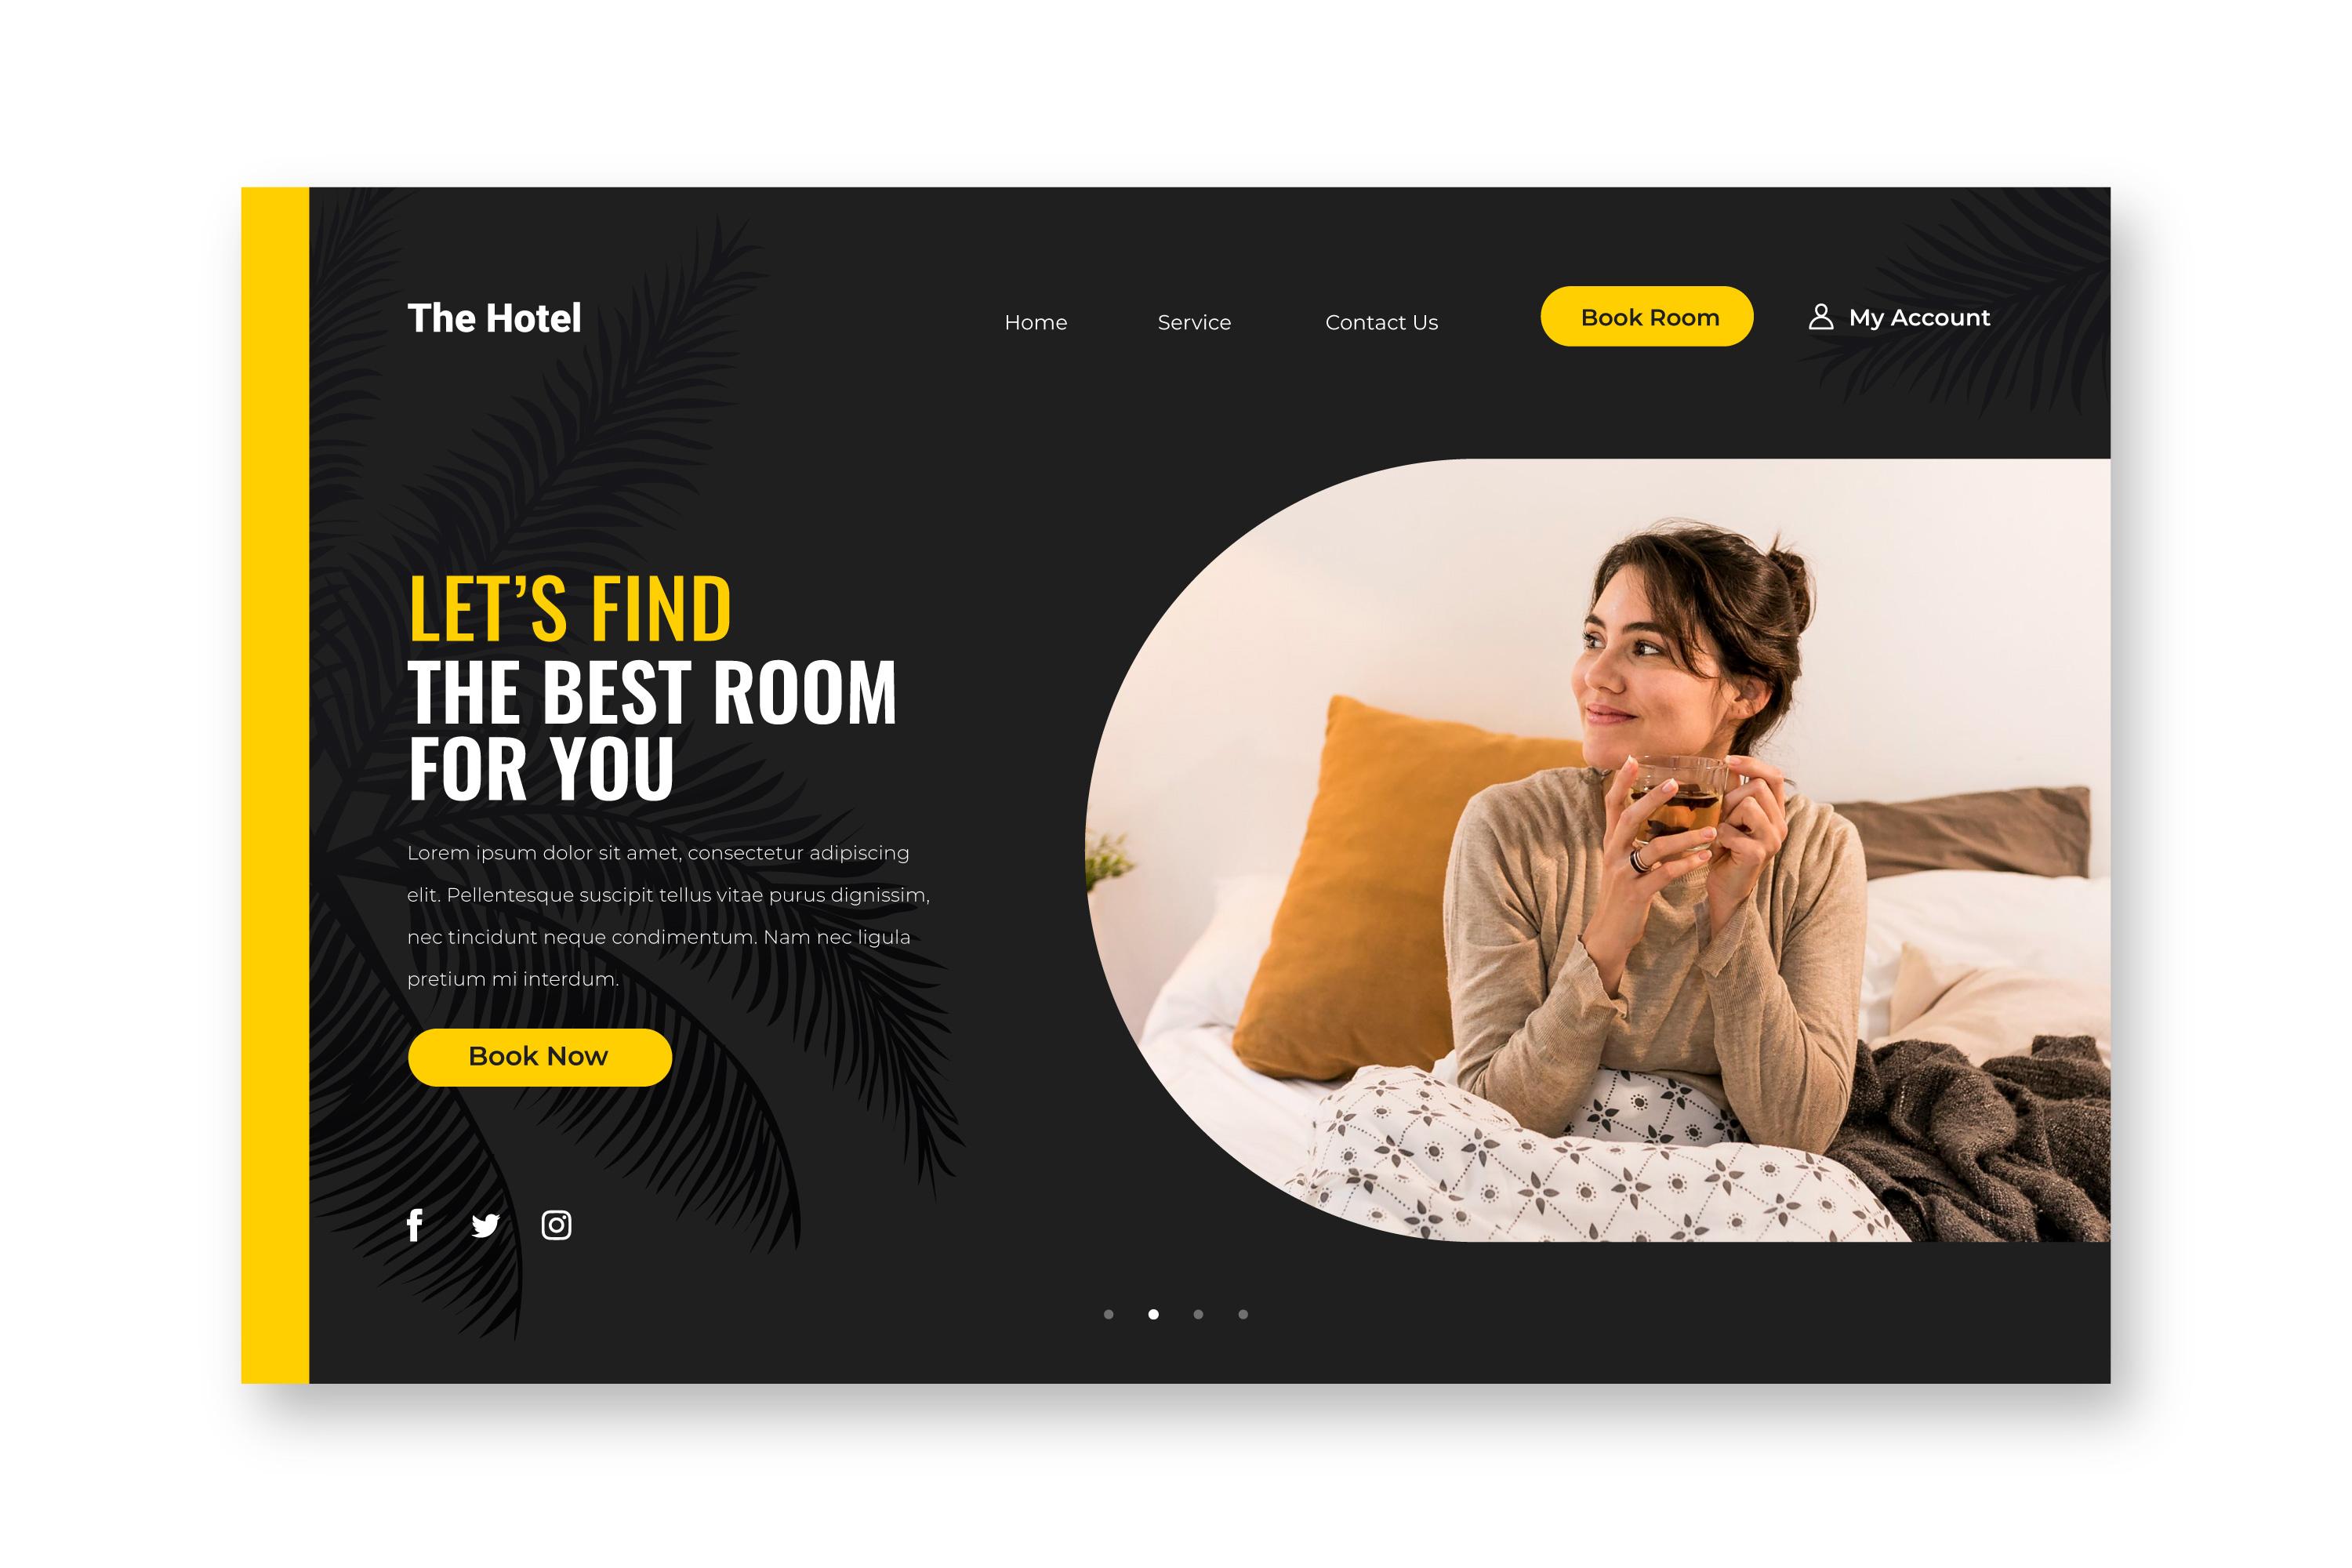 The Hotel
Home Service Contact Us Book Room My Account
LET’S FIND
THE BEST ROOM
FOR YOU
Lorem ipsum dolor sit amet, consectetur adipiscing
elit. Pellentesque suscipit tellus vitae purus dignissim,
nec tincidunt neque condimentum. Nam nec ligula
pretium mi interdum.
Book Now